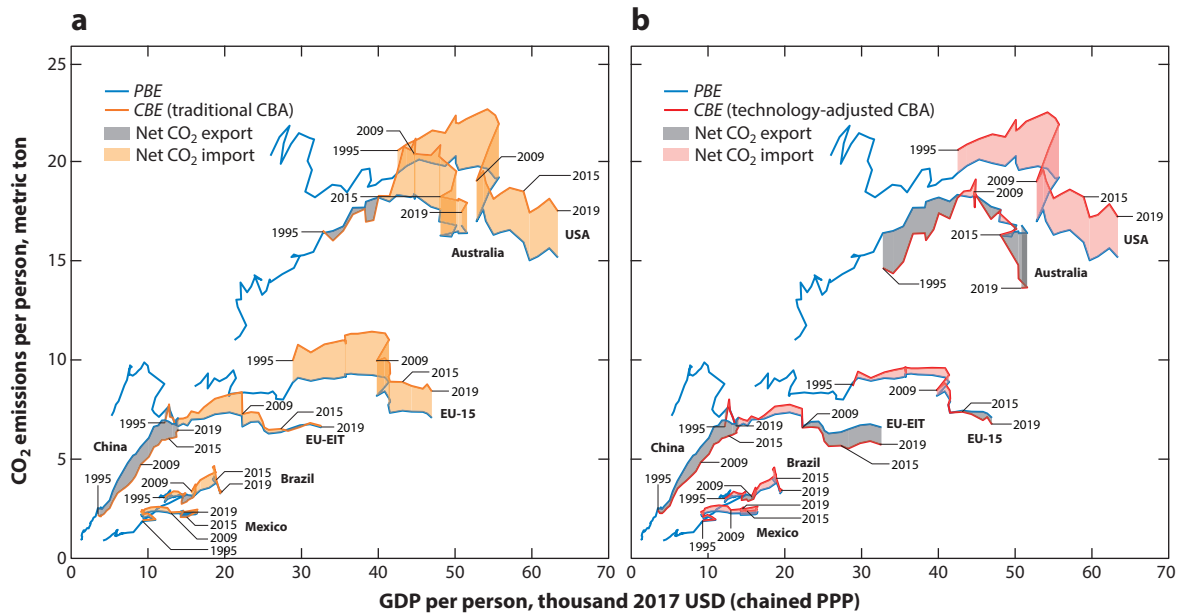 a
25
20
15
10
5
0
PBE
CBE (traditional CBA)
Net CO2 export
Net CO2 import
2009
1995
2009
2015
2015
2019
2019
1995
USA
Australia
1995
2009
2015
2019
EU-15
1995
2009
2015
2019
EU-EIT
China
2015
2009
1995
2009
Brazil
2015
1995
2019
2019
2015
Mexico
2009
1995
0 10 20 30 40 50 60 70
b
PBE
CBE (technology-adjusted CBA)
Net CO2 export
Net CO2 import
1995
2009
2009
2015
2019
USA
2015
Australia
1995
2019
1995
2009
2015
EU-15
1995
2009
EU-EIT
2019
2019
2015
China
2015
2009
Brazil
1995
2009
2015
1995
2019
2019
2015
Mexico
2009
1995
0 10 20 30 40 50 60 70
CO2 emissions per person, metric ton
GDP per person, thousand 2017 USD (chained PPP)